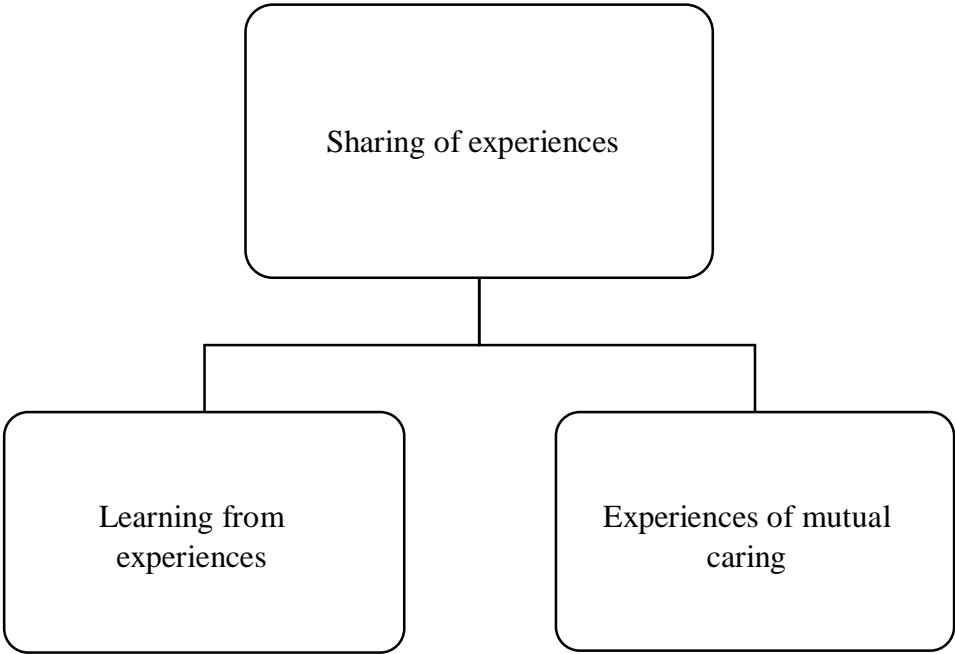 Sharing of experiences
Learning from
experiences
Experiences of mutual
caring